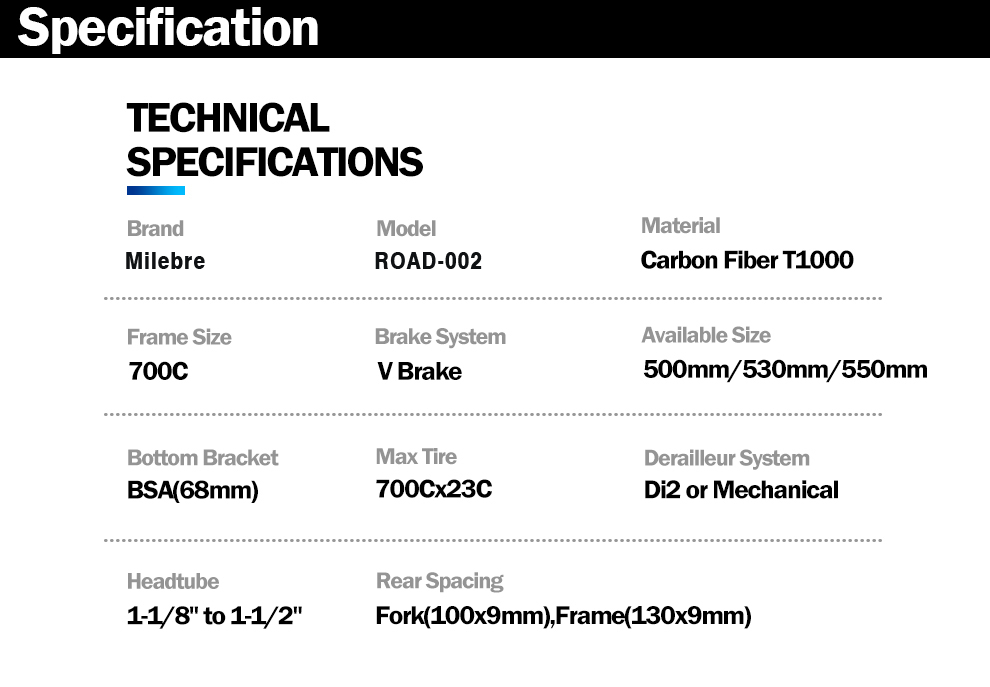 Specification
TECHNICAL
SPECIFICATIONS
Brand Model Material
Milebre ROAD-002 Carbon Fiber T1000
Frame Size Brake System Available Size
700C V Brake 500mm/530mm/550mm
Bottom Bracket Max Tire Derailleur System
BSA(68mm) 700Cx23C Di2 or Mechanical
Headtube Rear Spacing
1-1/8" to 1-1/2" Fork(100x9mm),Frame(130x9mm)